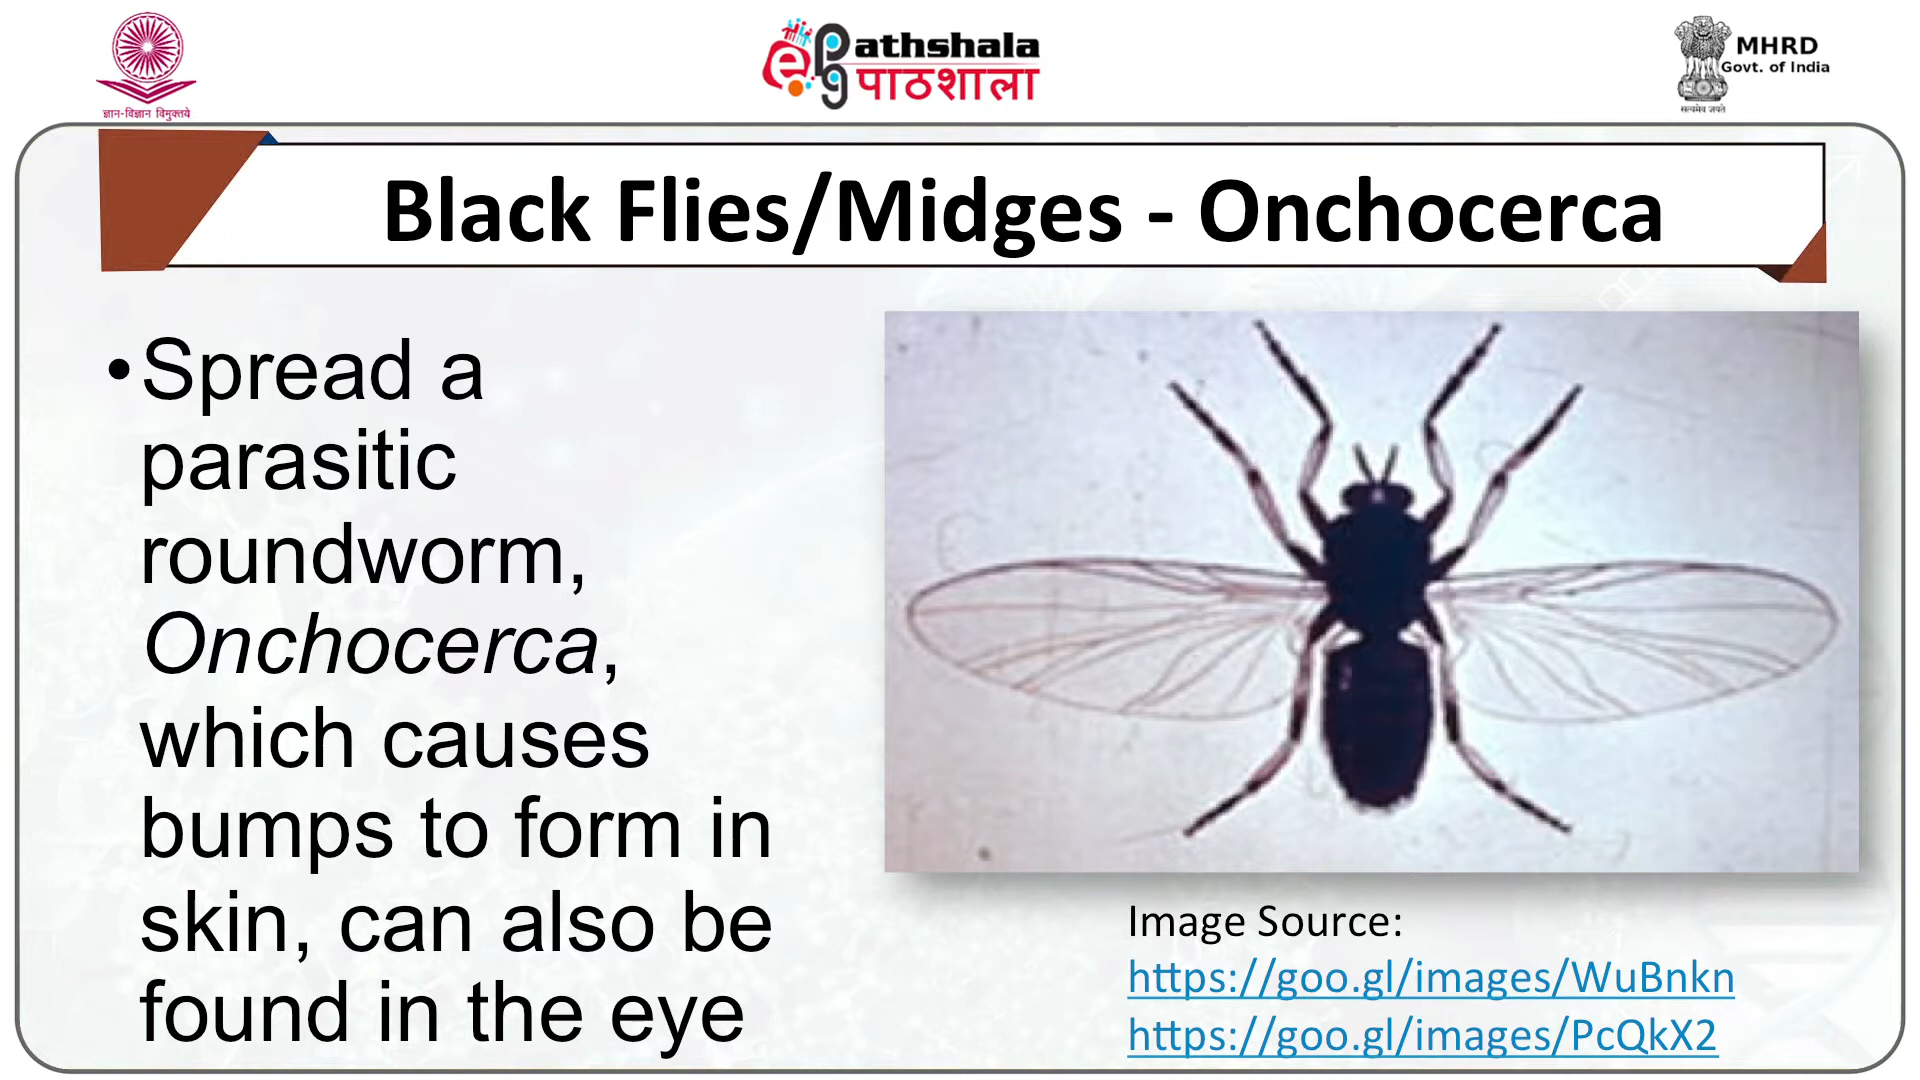 ज्ञान-विज्ञान विमुक्तये
e pg Pathshala
पाठशाला
MHRD
Govt. of India
सत्यमेव जयते
Black Flies/Midges - Onchocerca
•Spread a
parasitic
roundworm,
Onchocerca,
which causes
bumps to form in
skin, can also be
found in the eye
Image Source:
https://goo.gl/images/WuBnkn
https://goo.gl/images/PcQkX2